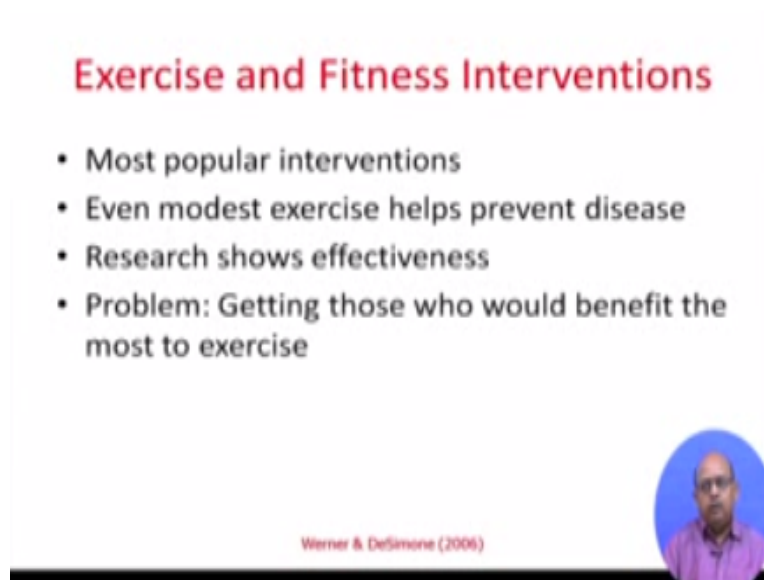 Exercise and Fitness Interventions
• Most popular interventions
• Even modest exercise helps prevent disease
• Research shows effectiveness
• Problem: Getting those who would benefit the
most to exercise
Werner & DeSimone (2006)